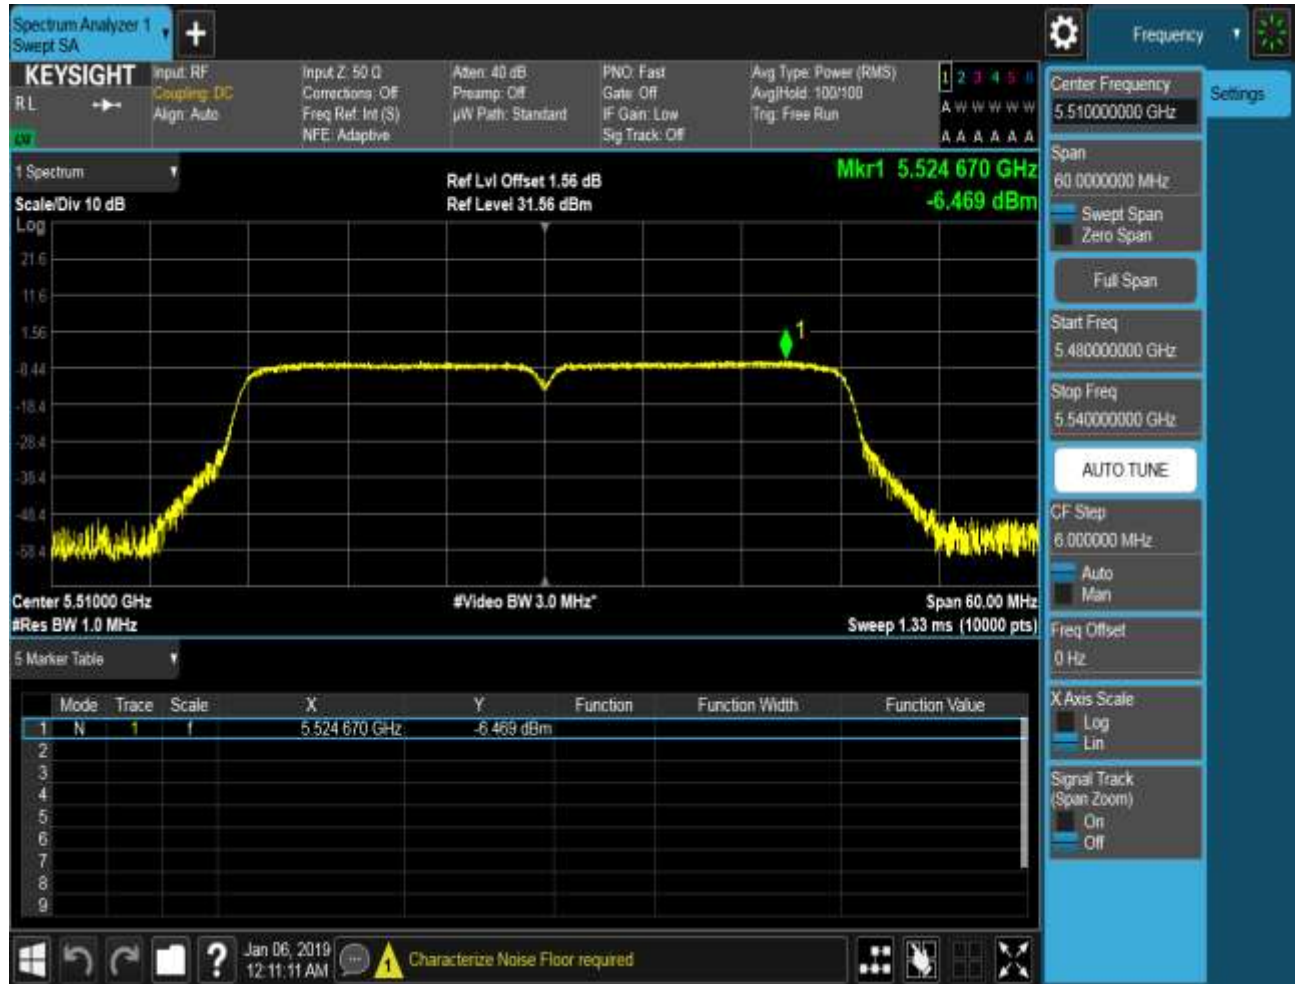 Spectrum Analyzer 1
Swept SA
+
Frequency
KEYSIGHT
RL
Input: RF
Coupling: DC
Align: Auto
Input Z: 50 Ω
Corrections: Off
Freq Ref: Int (S)
NFE: Adaptive
Atten: 40 dB
Preamp: Off
µW Path: Standard
PNO: Fast
Gate: Off
IF Gain: Low
Sig Track: Off
Avg Type: Power (RMS)
Avg|Hold: 100/100
Trig: Free Run
1 2 3 4 5 6
A W W W W W
A A A A A A
1 Spectrum
Scale/Div 10 dB
Ref Lvl Offset 1.56 dB
Ref Level 31.56 dBm
Mkr1 5.524 670 GHz
-6.469 dBm
Log
21.6
11.6
1.56
-8.44
-18.4
-28.4
-38.4
-48.4
-58.4
1
Center 5.51000 GHz
#Res BW 1.0 MHz
#Video BW 3.0 MHz*
Span 60.00 MHz
Sweep 1.33 ms (10000 pts)
5 Marker Table
Mode Trace Scale X Y Function Function Width Function Value
1 N 1 f 5.524 670 GHz -6.469 dBm
2
3
4
5
6
7
8
9
Jan 06, 2019
12:11:11 AM
?
1
Characterize Noise Floor required
Center Frequency
5.510000000 GHz
Settings
Span
60.0000000 MHz
Swept Span
Zero Span
Full Span
Start Freq
5.480000000 GHz
Stop Freq
5.540000000 GHz
AUTO TUNE
CF Step
6.000000 MHz
Auto
Man
Freq Offset
0 Hz
X Axis Scale
Log
Lin
Signal Track
(Span Zoom)
On
Off